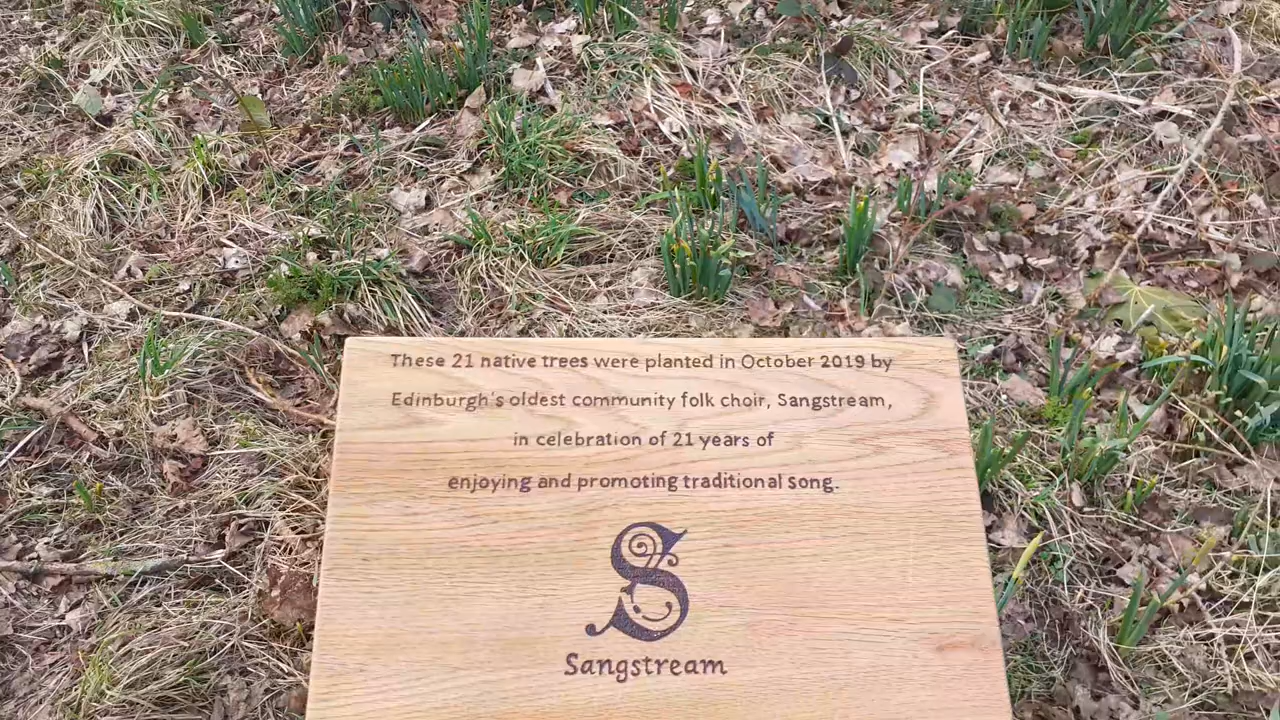 These 21 native trees were planted in October 2019 by
Edinburgh's oldest community folk choir, Sangstream,
in celebration of 21 years of
enjoying and promoting traditional song.
S
Sangstream